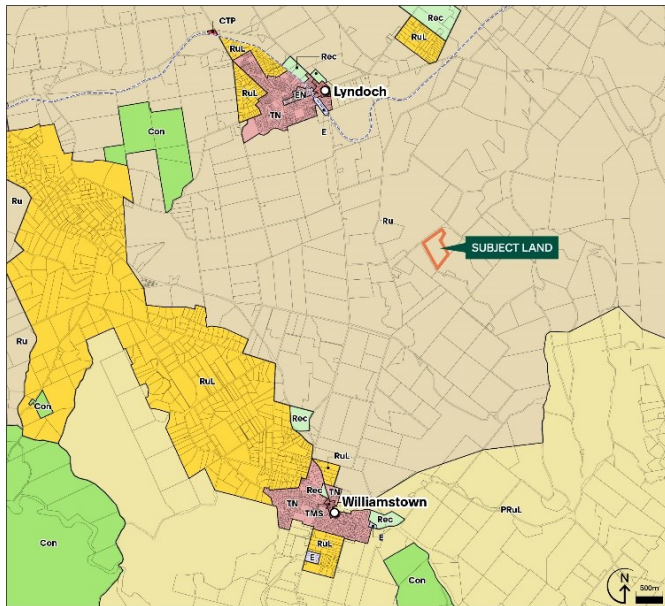 CTP
Rec
RuL
Rec
RuL
Lyndoch
RuL
EN
TN
E
Con
Ru
Ru
SUBJECT LAND
Ru
RuL
Con
Rec
RuL
Rec
TN
Williamstown
TN
TMS
Rec
PRuL
E
RuL
E
Con
Con
N
500m